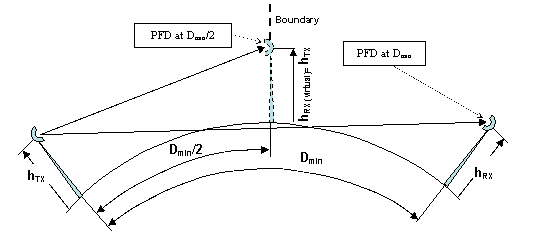 Boundary
PFD at Dmin/2
PFD at Dmin
hRX (virtual)= hTX
Dmin/2
Dmin
hTX
hRX